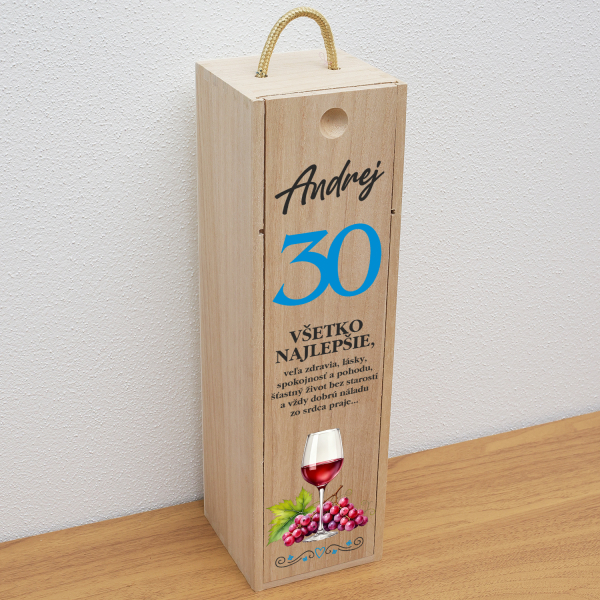 Andrej
30
VŠETKO
NAJLEPŠIE,
veľa zdravia, lásky,
spokojnosť a pohodu,
šťastný život bez starostí
a vždy dobrú náladu
zo srdca praje...